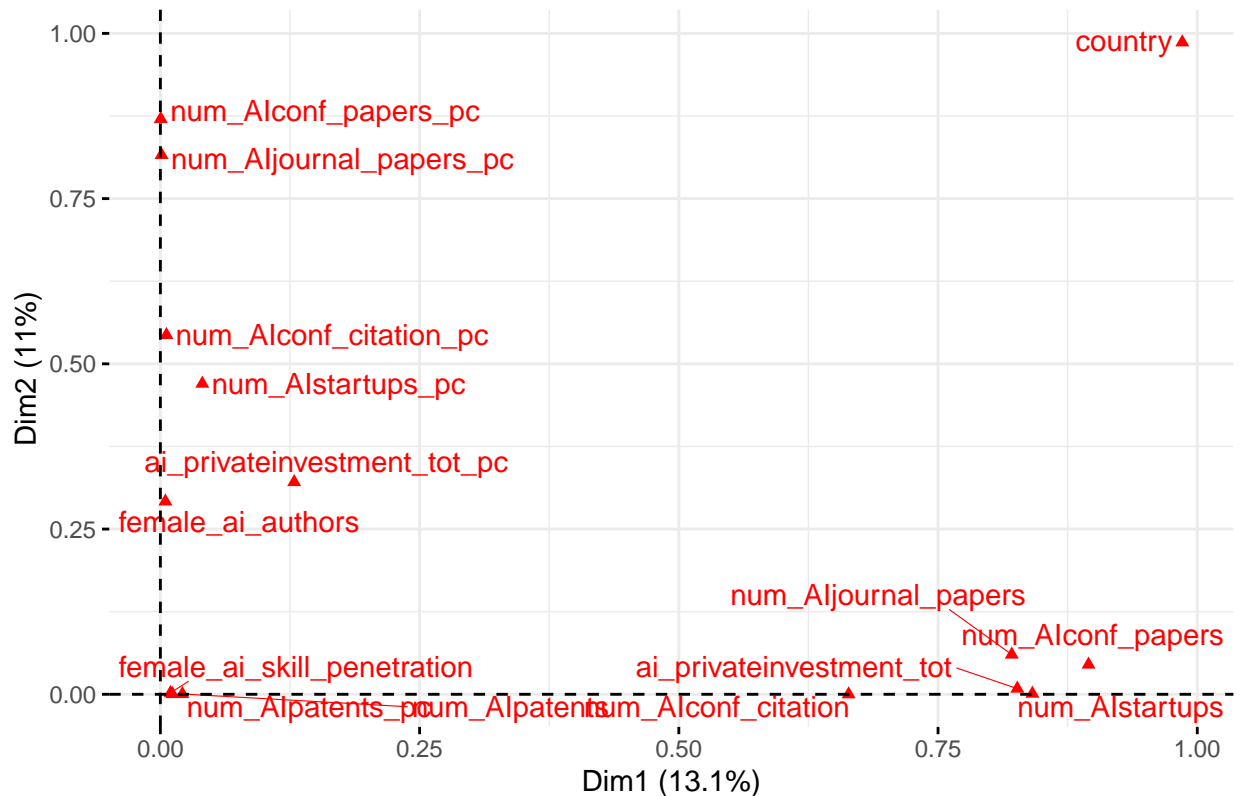 1.00
country
num_AIconf_papers_pc
num_AIjournal_papers_pc
0.75
Dim2 (11%)
0.50
num_AIconf_citation_pc
num_AIstartups_pc
ai_privateinvestment_tot_pc
0.25
female_ai_authors
num_AIjournal_papers
num_AIconf_papers
female_ai_skill_penetration
ai_privateinvestment_tot
0.00
num_AIpatents_pc
num_AIpatents
num_AIconf_citation
num_AIstartups
0.00 0.25 0.50 0.75 1.00
Dim1 (13.1%)